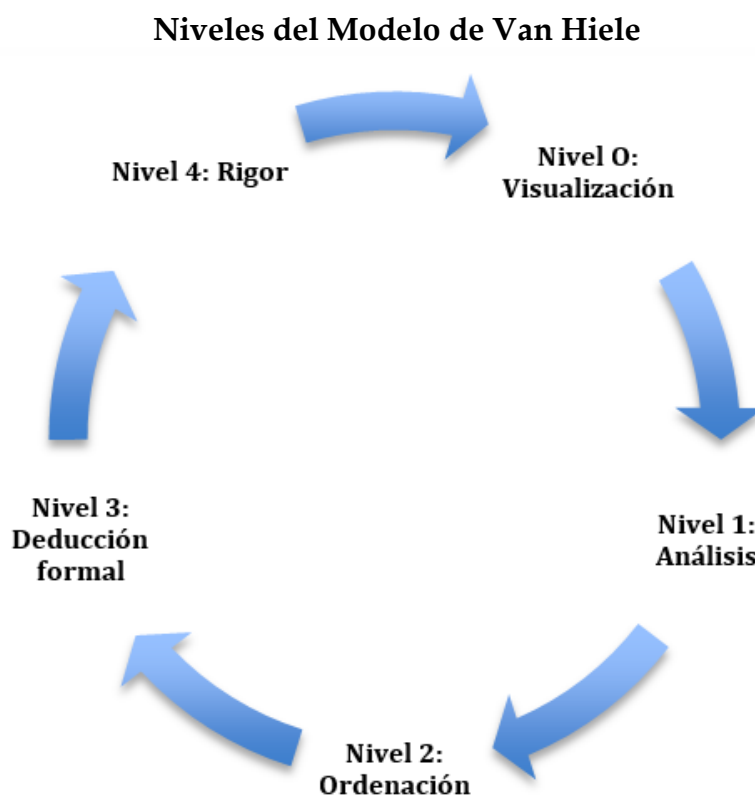 Niveles del Modelo de Van Hiele
Nivel 0:
Visualización
Nivel 1:
Análisis
Nivel 2:
Ordenación
Nivel 3:
Deducción
formal
Nivel 4: Rigor